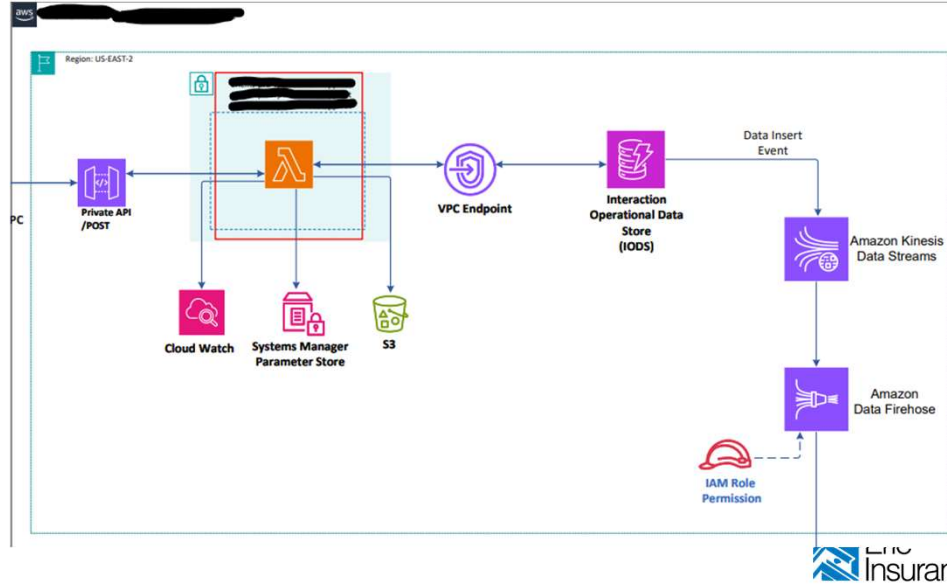 aws
Region: US-EAST-2
Data Insert
Event
Private API
/POST
PC
VPC Endpoint
Interaction
Operational Data
Store
(IODS)
Amazon Kinesis
Data Streams
Cloud Watch
Systems Manager
Parameter Store
S3
Amazon
Data Firehose
IAM Role
Permission
Insuran